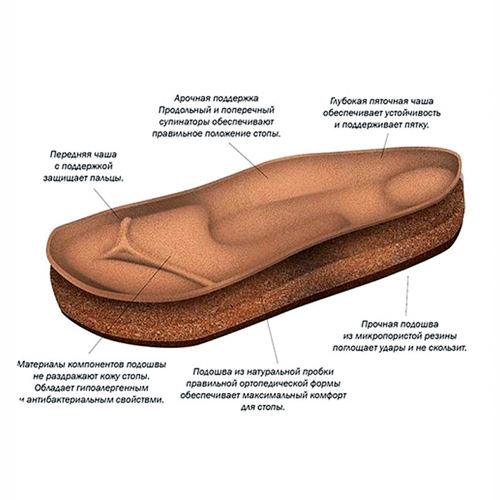 Арочная поддержка
Продольный и поперечный
супинаторы обеспечивают
правильное положение стопы.
Глубокая пяточная чаша
обеспечивает устойчивость
и поддерживает пятку.
Передняя чаша
с поддержкой
защищает пальцы.
Прочная подошва
из микропористой резины
поглощает удары и не скользит.
Материалы компонентов подошвы
не раздражают кожу стопы.
Обладает гипоалергенным
и антибактериальным свойствми.
Подошва из натуральной пробки
правильной ортопедической формы
обеспечивает максимальный комфорт
для стопы.